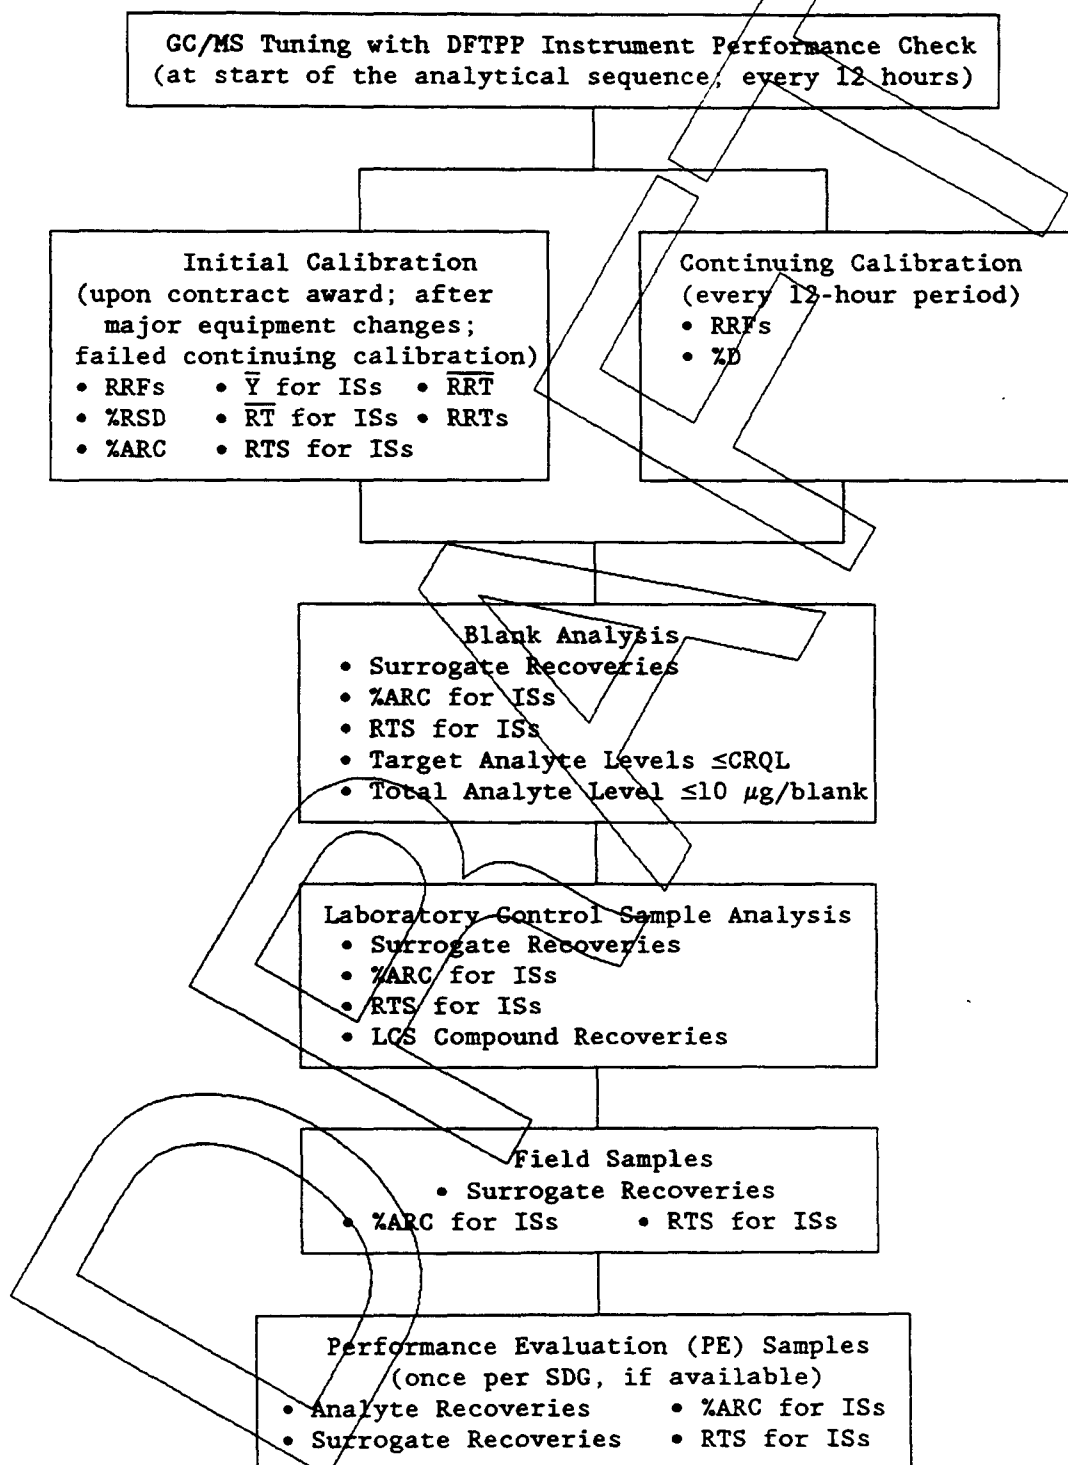 GC/MS Tuning with DFTPP Instrument Performance Check
(at start of the analytical sequence; every 12 hours)
Initial Calibration
(upon contract award; after
major equipment changes;
failed continuing calibration)
• RRFs • Y̅ for ISs • R̅R̅T̅
• %RSD • R̅T̅ for ISs • RRTs
• %ARC • RTS for ISs
Continuing Calibration
(every 12-hour period)
• RRFs
• %D
Blank Analysis
• Surrogate Recoveries
• %ARC for ISs
• RTS for ISs
• Target Analyte Levels ≤CRQL
• Total Analyte Level ≤10 μg/blank
Laboratory Control Sample Analysis
• Surrogate Recoveries
• %ARC for ISs
• RTS for ISs
• LCS Compound Recoveries
Field Samples
• Surrogate Recoveries
• %ARC for ISs • RTS for ISs
Performance Evaluation (PE) Samples
(once per SDG, if available)
• Analyte Recoveries • %ARC for ISs
• Surrogate Recoveries • RTS for ISs
DRAFT